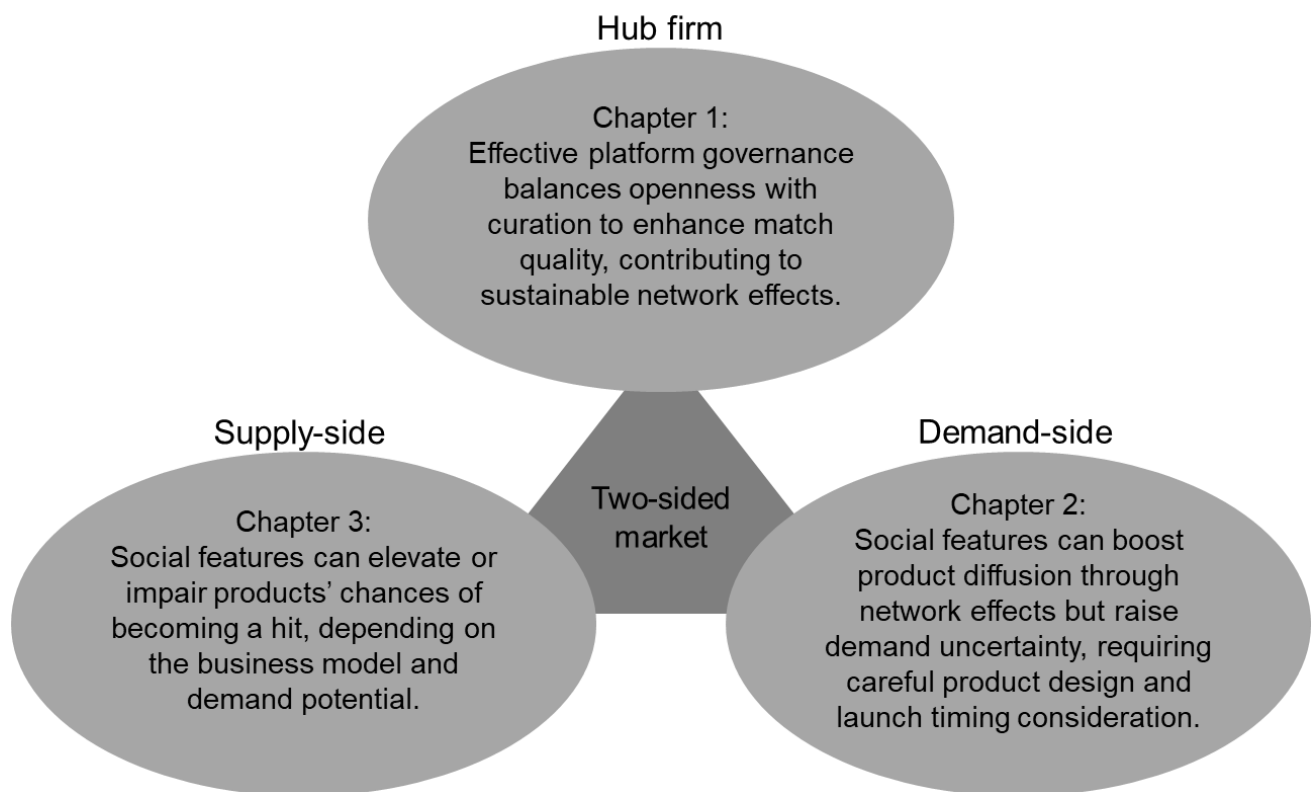 Hub firm
Chapter 1:
Effective platform governance
balances openness with
curation to enhance match
quality, contributing to
sustainable network effects.
Supply-side
Chapter 3:
Social features can elevate or
impair products’ chances of
becoming a hit, depending on
the business model and
demand potential.
Two-sided
market
Demand-side
Chapter 2:
Social features can boost
product diffusion through
network effects but raise
demand uncertainty, requiring
careful product design and
launch timing consideration.